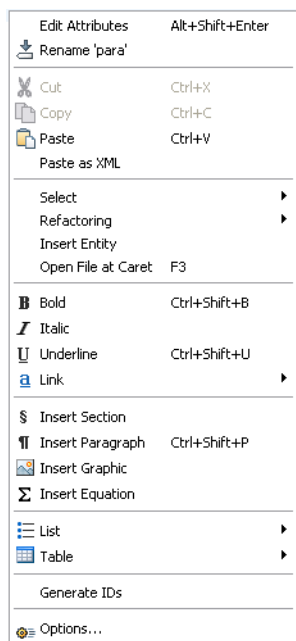 Edit Attributes Alt+Shift+Enter
Rename 'para'
Cut Ctrl+X
Copy Ctrl+C
Paste Ctrl+V
Paste as XML
Select
Refactoring
Insert Entity
Open File at Caret F3
B Bold Ctrl+Shift+B
I Italic
U Underline Ctrl+Shift+U
a Link
§ Insert Section
¶ Insert Paragraph Ctrl+Shift+P
Insert Graphic
Σ Insert Equation
List
Table
Generate IDs
Options...